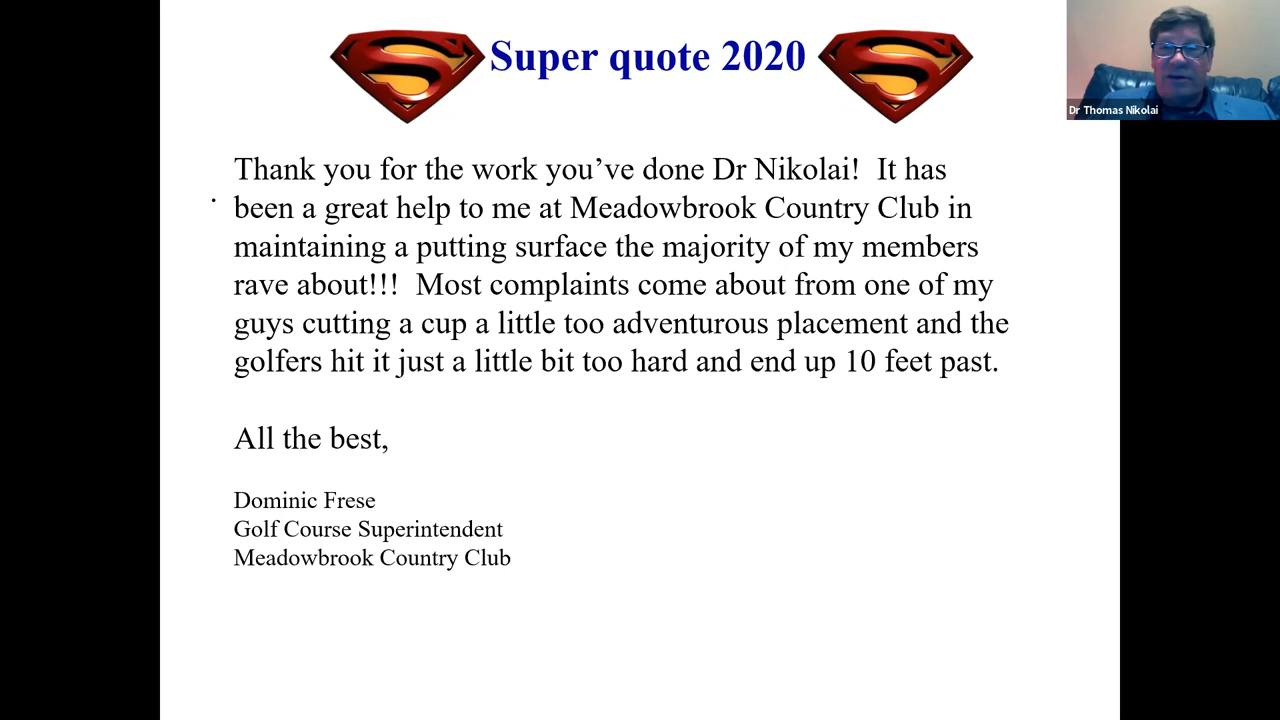 Super quote 2020
Dr Thomas Nikolai
Thank you for the work you’ve done Dr Nikolai!  It has
been a great help to me at Meadowbrook Country Club in
maintaining a putting surface the majority of my members
rave about!!!  Most complaints come about from one of my
guys cutting a cup a little too adventurous placement and the
golfers hit it just a little bit too hard and end up 10 feet past.
All the best,
Dominic Frese
Golf Course Superintendent
Meadowbrook Country Club